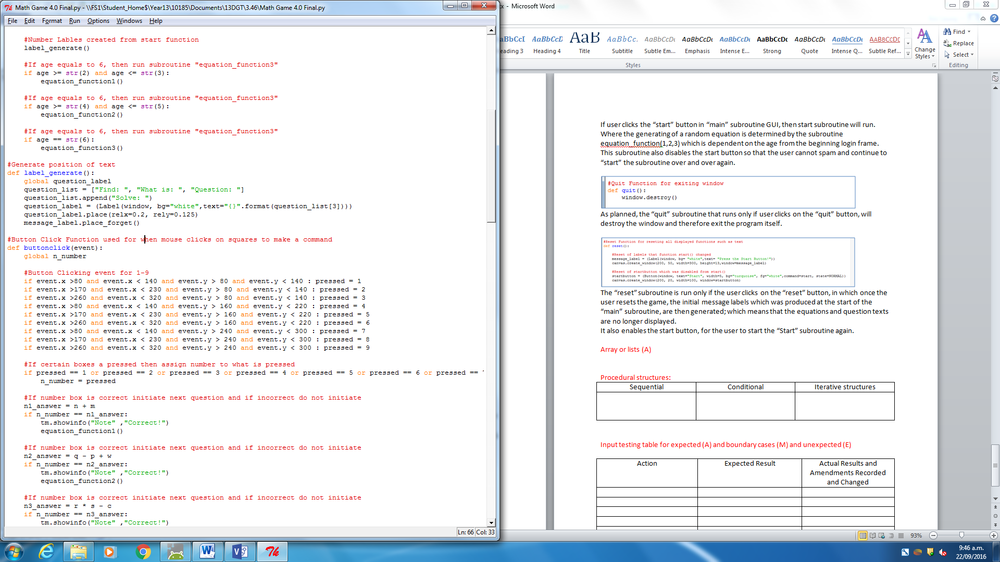 Math Game 4.0 Final.py - \\FS1\Student_Home$\Year13\10185\Documents\13DGT\3.46\Math Game 4.0 Final.py
File Edit Format Run Options Windows Help
#Number Lables created from start function
label_generate()
#If age equals to 6, then run subroutine "equation_function3"
if age >= str(2) and age <= str(3):
equation_function1()
#If age equals to 6, then run subroutine "equation_function3"
if age >= str(4) and age <= str(5):
equation_function2()
#If age equals to 6, then run subroutine "equation_function3"
if age == str(6):
equation_function3()
#Generate position of text
def label_generate():
global question_label
question_list = ["Find: ", "What is: ", "Question: "]
question_list.append("Solve: ")
question_label = (Label(window, bg="white",text="{}".format(question_list[3])))
question_label.place(relx=0.2, rely=0.125)
message_label.place_forget()
#Button Click Function used for when mouse clicks on squares to make a command
def buttonclick(event):
global n_number
#Button Clicking event for 1-9
if event.x >80 and event.x < 140 and event.y > 80 and event.y < 140 : pressed = 1
if event.x >170 and event.x < 230 and event.y > 80 and event.y < 140 : pressed = 2
if event.x >260 and event.x < 320 and event.y > 80 and event.y < 140 : pressed = 3
if event.x >80 and event.x < 140 and event.y > 160 and event.y < 220 : pressed = 4
if event.x >170 and event.x < 230 and event.y > 160 and event.y < 220 : pressed = 5
if event.x >260 and event.x < 320 and event.y > 160 and event.y < 220 : pressed = 6
if event.x >80 and event.x < 140 and event.y > 240 and event.y < 300 : pressed = 7
if event.x >170 and event.x < 230 and event.y > 240 and event.y < 300 : pressed = 8
if event.x >260 and event.x < 320 and event.y > 240 and event.y < 300 : pressed = 9
#If certain boxes a pressed then assign number to what is pressed
if pressed == 1 or pressed == 2 or pressed == 3 or pressed == 4 or pressed == 5 or pressed == 6 or pressed ==
n_number = pressed
#If number box is correct initiate next question and if incorrect do not initiate
n1_answer = n + m
if n_number == n1_answer:
tm.showinfo("Note" ,"Correct!")
equation_function1()
#If number box is correct initiate next question and if incorrect do not initiate
n2_answer = q - p + w
if n_number == n2_answer:
tm.showinfo("Note" ,"Correct!")
equation_function2()
#If number box is correct initiate next question and if incorrect do not initiate
n3_answer = r * s - c
if n_number == n3_answer:
tm.showinfo("Note" ,"Correct!")
Ln: 66 Col: 33
- Microsoft Word
AaBbCcDc AaB AaBbCc. AaBbCcDc AaBbCcDc AaBbCcDc AaBbCcDc AaBbCcDc AaBbCcDc AaBbCcDc
eading 3 Heading 4 Title Subtitle Subtle Em... Emphasis Intense E... Strong Quote Intense Q... Subtle Ref...
Change Styles
Find
Replace
Select
Styles
Editing
If user clicks the “start” button in “main” subroutine GUI, then start subroutine will run.
Where the generating of a random equation is determined by the subroutine
equation_function(1,2,3) which is dependent on the age from the beginning login frame.
This subroutine also disables the start button so that the user cannot spam and continue to
“start” the subroutine over and over again.
#Quit Function for exiting window
def quit():
window.destroy()
As planned, the “quit” subroutine that runs only if user clicks on the “quit” button, will
destroy the window and therefore exit the program itself.
#Reset Function for reseting all displayed functions such as text
def reset():
#Reset of labels that function start() changed
message_label = (Label(window, bg= "white",text= "Press the Start Button!"))
canvas.create_window(200, 50, width=300, height=13,window=message_label)
#Reset of startbutton which was disabled from start()
startbutton = (Button(window, text="Start", width=5, bg="turquoise", fg="white",command=start, state=NORMAL))
canvas.create_window(200, 20, width=100, window=startbutton)
The “reset” subroutine is run only if the user clicks on the “reset” button, in which once the
user resets the game, the initial message labels which was produced at the start of the
“main” subroutine, are then generated; which means that the equations and question texts
are no longer displayed.
It also enables the start button, for the user to start the “Start” subroutine again.
Array or lists (A)
Procedural structures:
Sequential Conditional Iterative structures
Input testing table for expected (A) and boundary cases (M) and unexpected (E)
Action Expected Result Actual Results and
Amendments Recorded
and Changed
93%
9:46 a.m.
22/09/2016